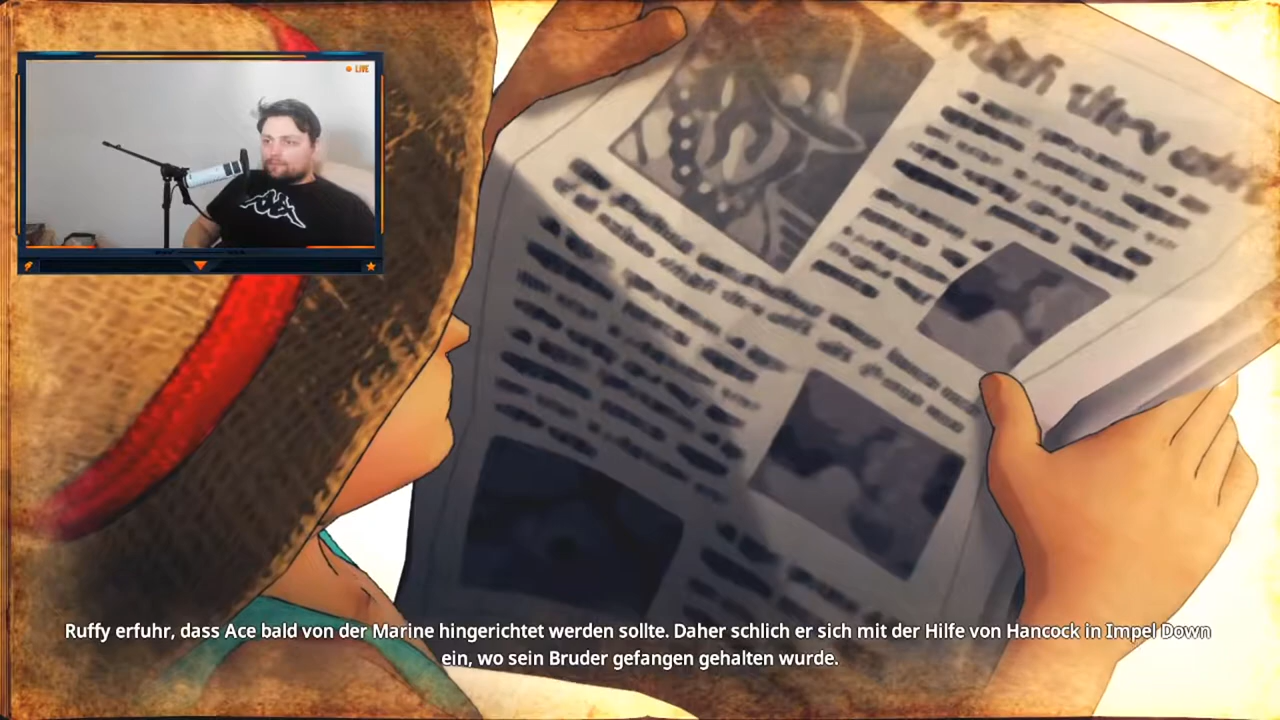 LIVE
Ruffy erfuhr, dass Ace bald von der Marine hingerichtet werden sollte. Daher schlich er sich mit der Hilfe von Hancock in Impel Down
ein, wo sein Bruder gefangen gehalten wurde.